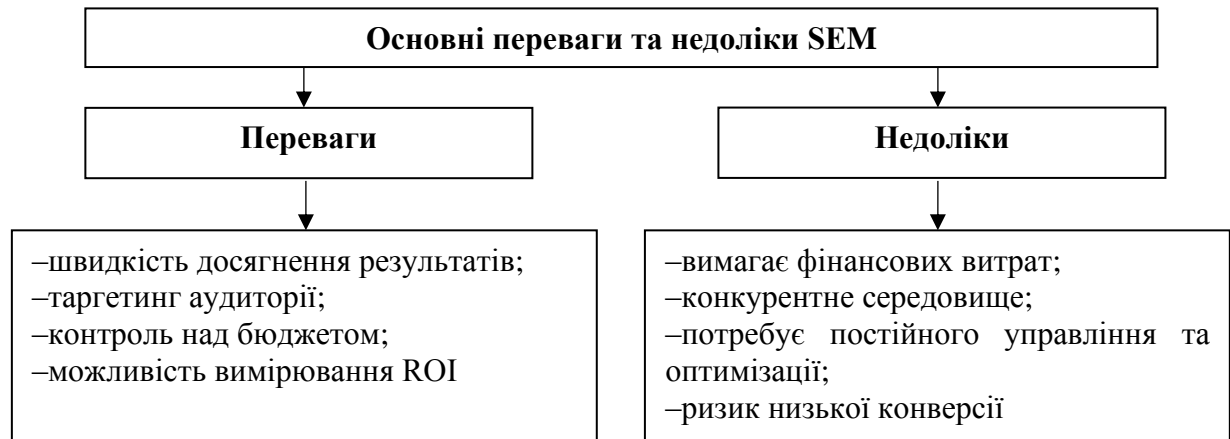 Основні переваги та недоліки SEM
Переваги
Недоліки
–швидкість досягнення результатів;
–таргетинг аудиторії;
–контроль над бюджетом;
–можливість вимірювання ROI
–вимагає фінансових витрат;
–конкурентне середовище;
–потребує постійного управління та
оптимізації;
–ризик низької конверсії